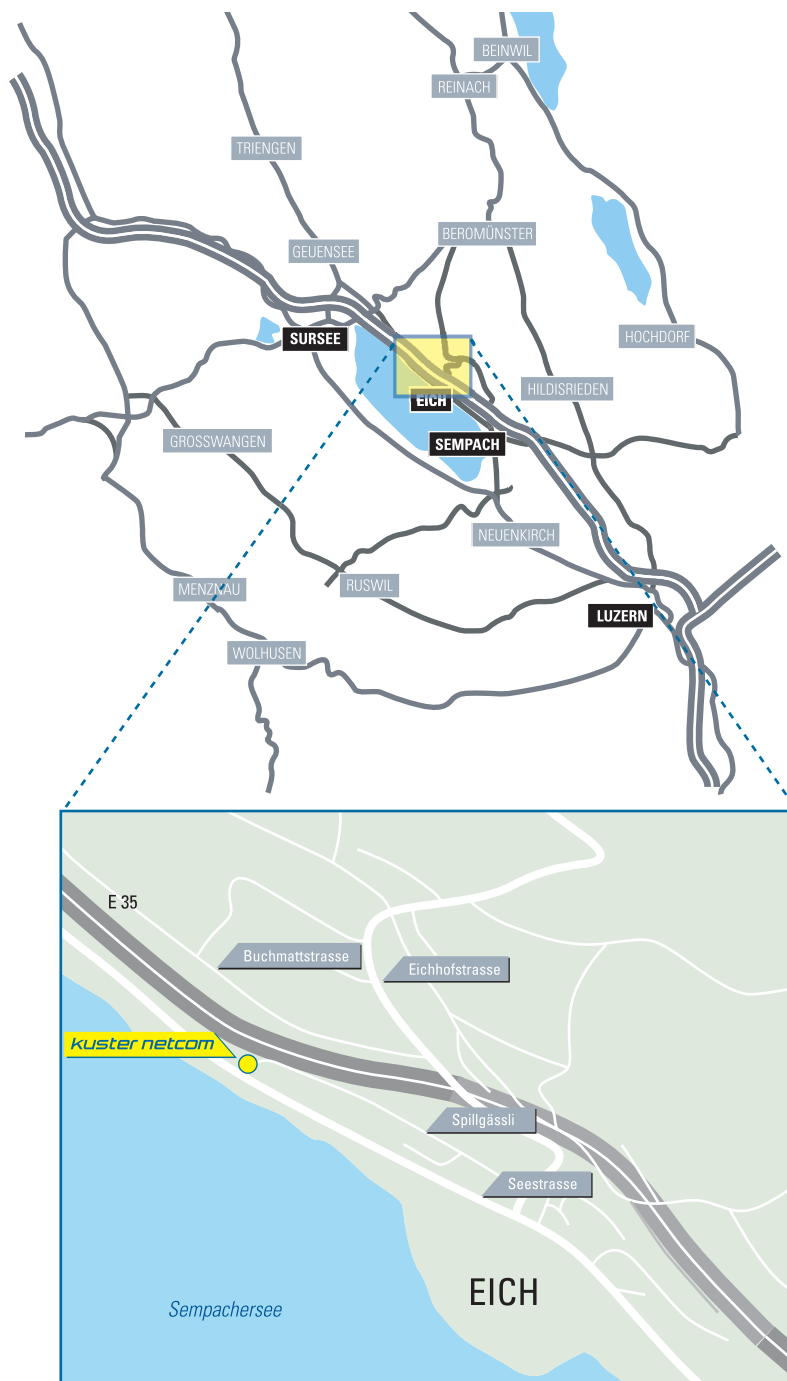 BEINWIL
REINACH
TRIENGEN
BEROMÜNSTER
GEUENSEE
HOCHDORF
SURSEE
HILDISRIEDEN
EICH
GROSSWANGEN
SEMPACH
NEUENKIRCH
MENZNAU
RUSWIL
LUZERN
WOLHUSEN
E 35
Buchmattstrasse
Eichhofstrasse
kuster netcom
Spillgässli
Seestrasse
EICH
Sempachersee